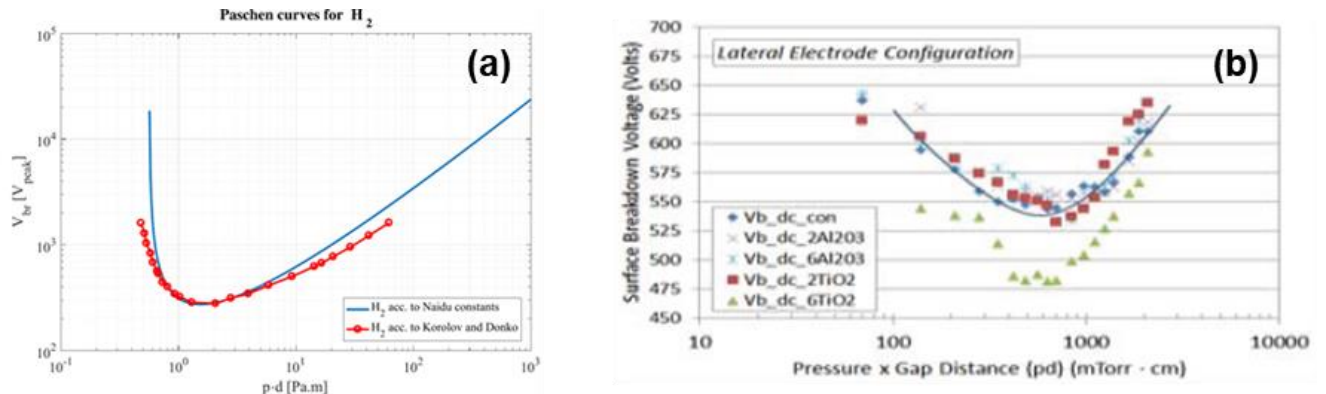 Paschen curves for H2
(a)
V_br [V_peak]
10^5
10^4
10^3
10^2
10^-1
10^0
10^1
10^2
10^3
p·d [Pa.m]
H2 acc. to Naidu constants
H2 acc. to Korolov and Donko
(b)
Lateral Electrode Configuration
Surface Breakdown Voltage (Volts)
700
675
650
625
600
575
550
525
500
475
450
Vb_dc_con
Vb_dc_2Al2O3
Vb_dc_6Al2O3
Vb_dc_2TiO2
Vb_dc_6TiO2
10
100
1000
10000
Pressure x Gap Distance (pd) (mTorr - cm)